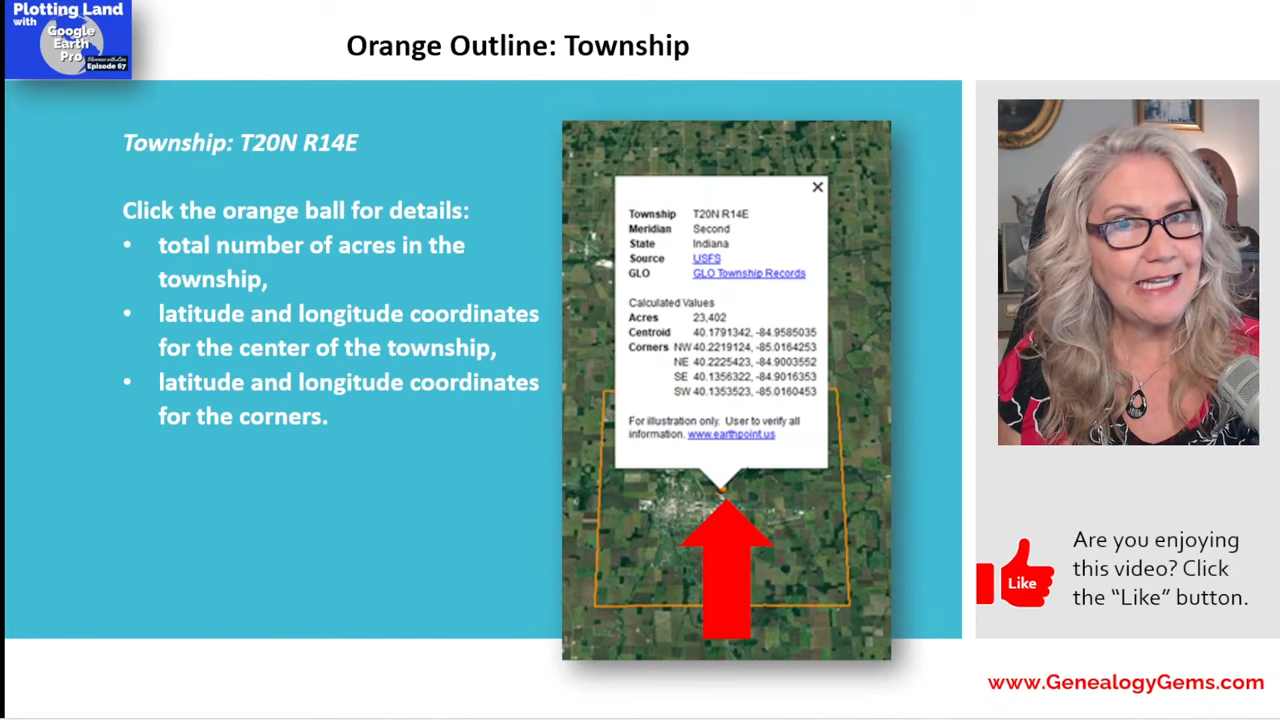 Plotting Land
with
Google
Earth
Pro
Elevenses with Lisa
Episode 67
Orange Outline: Township
Township: T20N R14E
Click the orange ball for details:
• total number of acres in the
township,
• latitude and longitude coordinates
for the center of the township,
• latitude and longitude coordinates
for the corners.
Township T20N R14E
Meridian Second
State Indiana
Source USFS
GLO GLO Township Records
Calculated Values
Acres 23,402
Centroid 40.1791342, -84.9585035
Corners NW 40.2219124, -85.0164253
NE 40.2225423, -84.9003552
SE 40.1356322, -84.9016353
SW 40.1353523, -85.0160453
For illustration only. User to verify all
information. www.earthpoint.us
Like
Are you enjoying
this video? Click
the “Like” button.
www.GenealogyGems.com